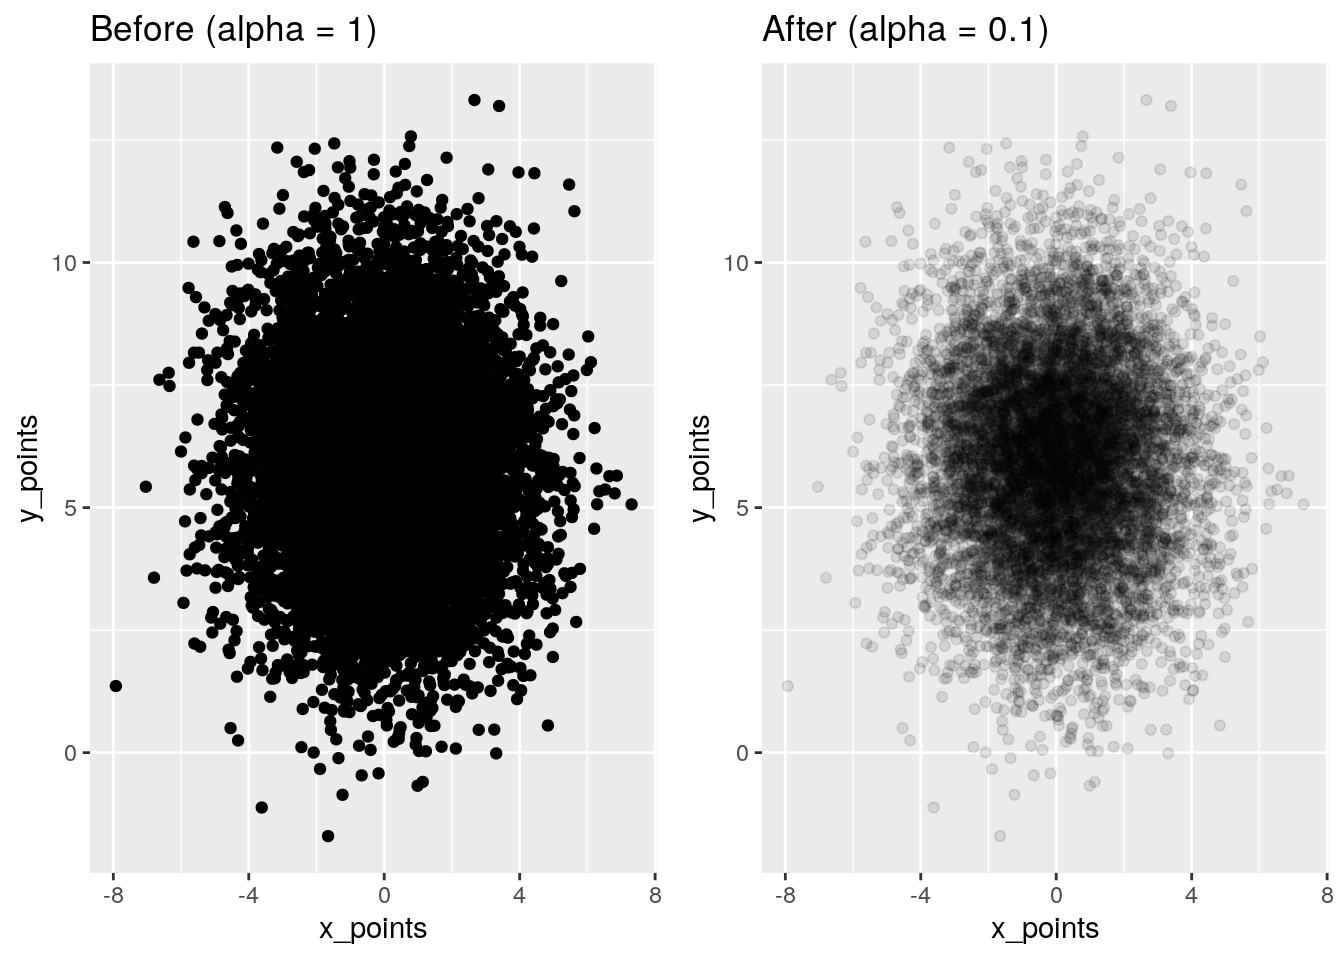 Before (alpha = 1)
y_points
10
5
0
-8
-4
0
4
8
x_points
After (alpha = 0.1)
y_points
10
5
0
-8
-4
0
4
8
x_points